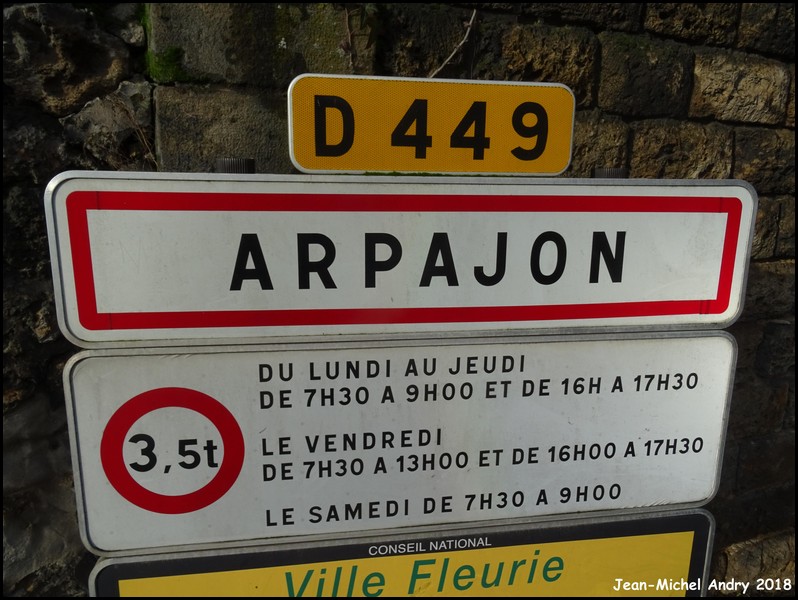 D 449
ARPAJON
DU LUNDI AU JEUDI
DE 7H30 A 9H00 ET DE 16H A 17H30
3,5t
LE VENDREDI
DE 7H30 A 13H00 ET DE 16H00 A 17H30
LE SAMEDI DE 7H30 A 9H00
CONSEIL NATIONAL
Ville Fleurie
Jean-Michel Andry 2018